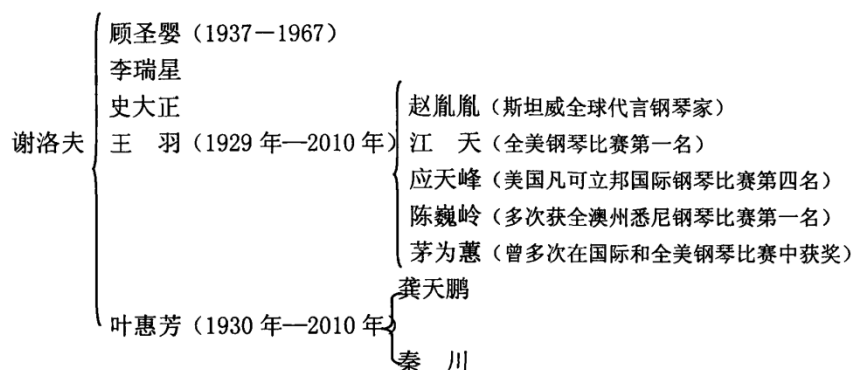 顾圣婴（1937－1967）
李瑞星
史大正
赵胤胤（斯坦威全球代言钢琴家）
谢洛夫
王　羽（1929 年—2010 年）
江　天（全美钢琴比赛第一名）
应天峰（美国凡可立邦国际钢琴比赛第四名）
陈巍岭（多次获全澳州悉尼钢琴比赛第一名）
茅为蕙（曾多次在国际和全美钢琴比赛中获奖）
龚天鹏
叶惠芳（1930 年—2010 年）
秦　川